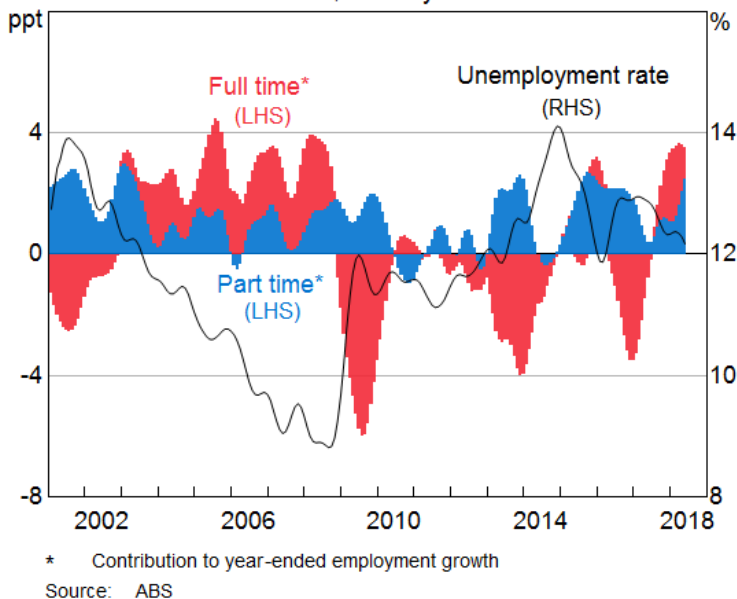 ppt
%
Full time*
(LHS)
Unemployment rate
(RHS)
4
14
0
12
Part time*
(LHS)
-4
10
-8
8
2002
2006
2010
2014
2018
* Contribution to year-ended employment growth
Source: ABS